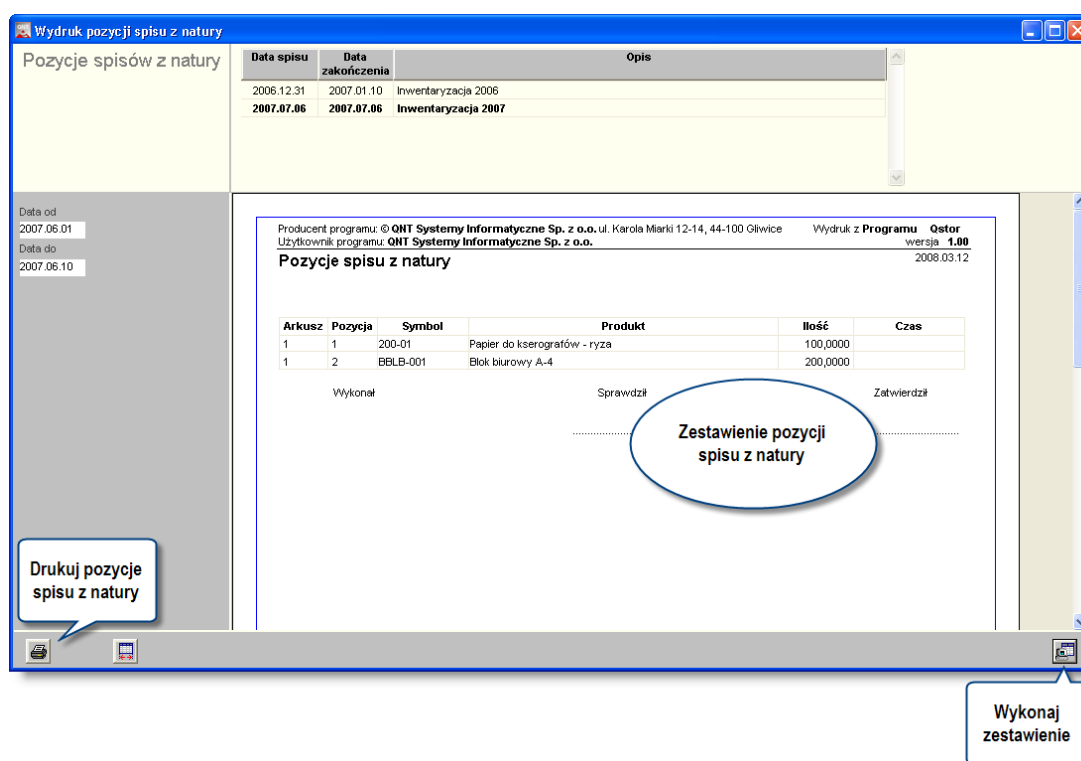 Wydruk pozycji spisu z natury
Pozycje spisów z natury
Data spisu Data zakończenia Opis
2006.12.31 2007.01.10 Inwentaryzacja 2006
2007.07.06 2007.07.06 Inwentaryzacja 2007
Data od
2007.06.01
Data do
2007.06.10
Producent programu: © QNT Systemy Informatyczne Sp. z o.o. ul. Karola Miarki 12-14, 44-100 Gliwice Wydruk z Programu Qstor
Użytkownik programu: QNT Systemy Informatyczne Sp. z o.o. wersja 1.00
Pozycje spisu z natury 2008.03.12
Arkusz Pozycja Symbol Produkt Ilość Czas
1 1 200-01 Papier do kserografów - ryza 100,0000
1 2 BBLB-001 Blok biurowy A-4 200,0000
Wykonał Sprawdził Zatwierdził
Zestawienie pozycji
spisu z natury
Drukuj pozycje
spisu z natury
Wykonaj
zestawienie